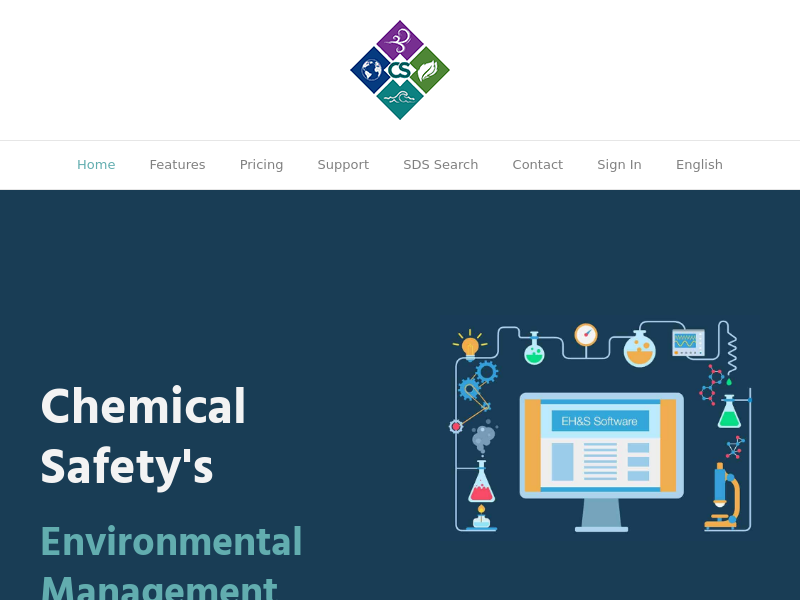 CS
Home Features Pricing Support SDS Search Contact Sign In English
Chemical
Safety's
Environmental
Management
EH&S Software